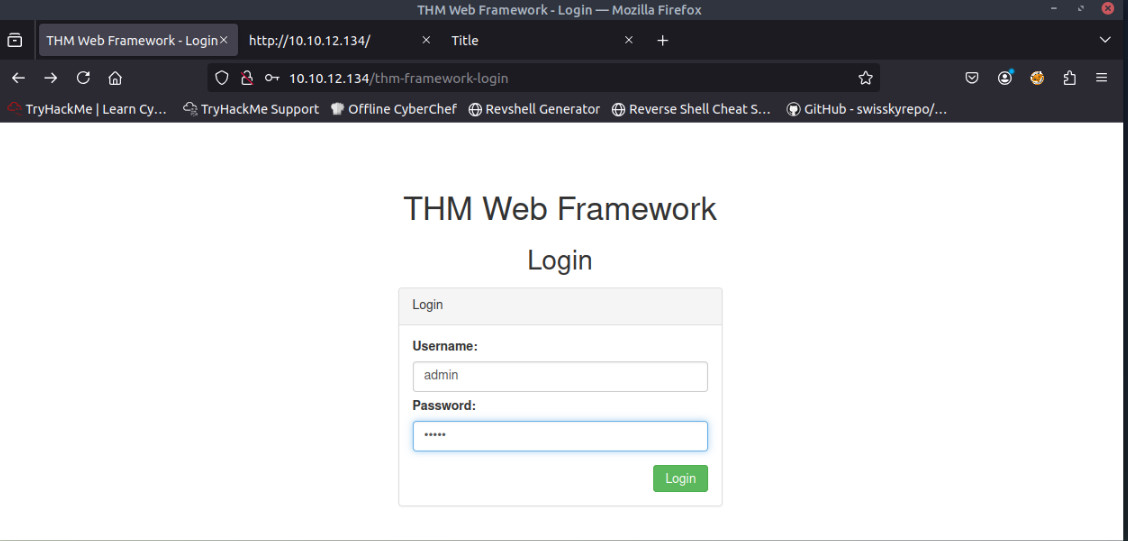 THM Web Framework - Login — Mozilla Firefox
THM Web Framework - Login
http://10.10.12.134/
Title
10.10.12.134/thm-framework-login
TryHackMe | Learn Cy… TryHackMe Support Offline CyberChef Revshell Generator Reverse Shell Cheat S… GitHub - swisskyrepo/…
THM Web Framework
Login
Login
Username:
admin
Password:
•••••
Login